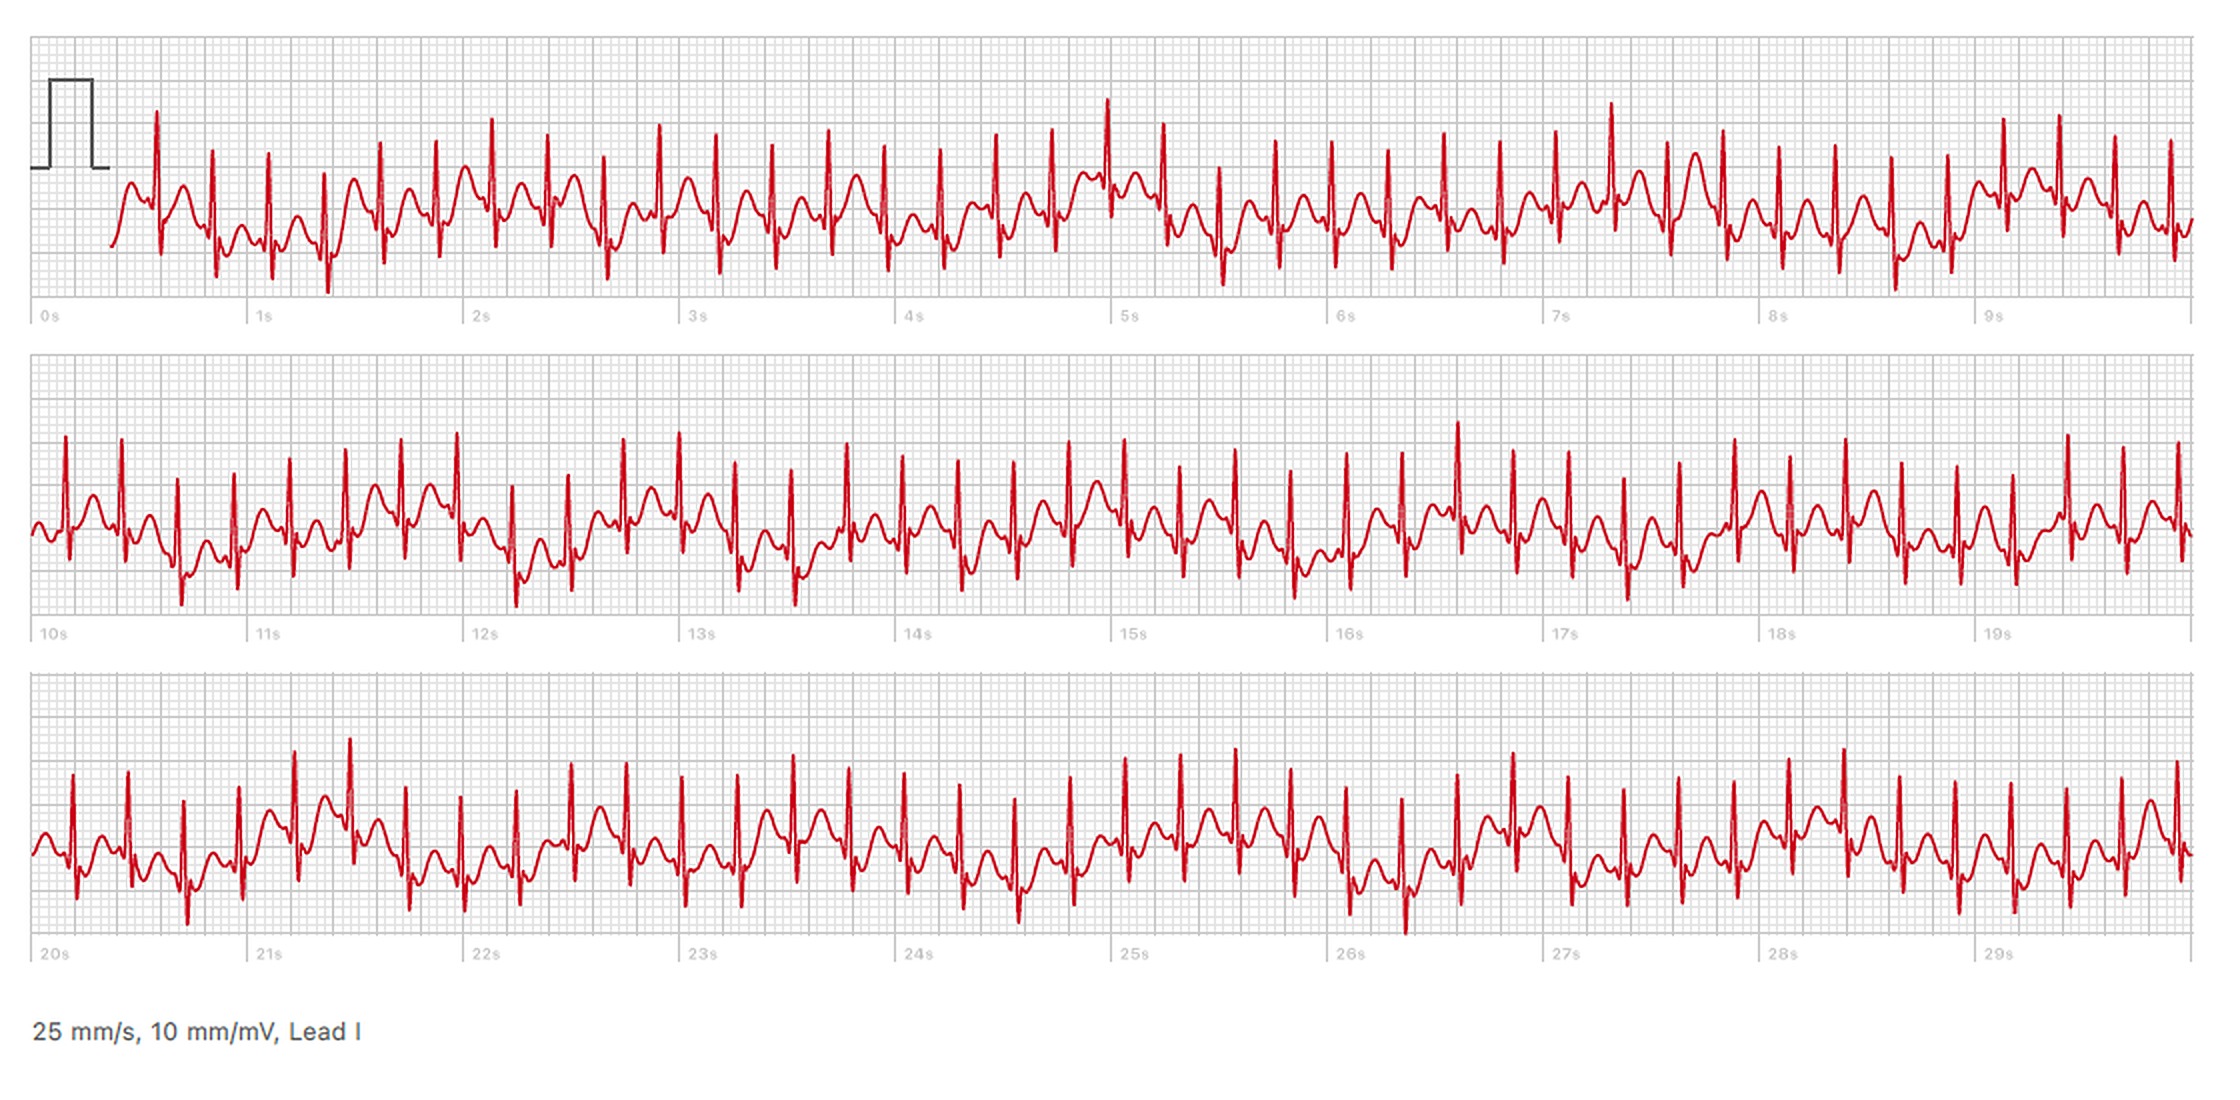 0s 1s 2s 3s 4s 5s 6s 7s 8s 9s
10s 11s 12s 13s 14s 15s 16s 17s 18s 19s
20s 21s 22s 23s 24s 25s 26s 27s 28s 29s
25 mm/s, 10 mm/mV, Lead I